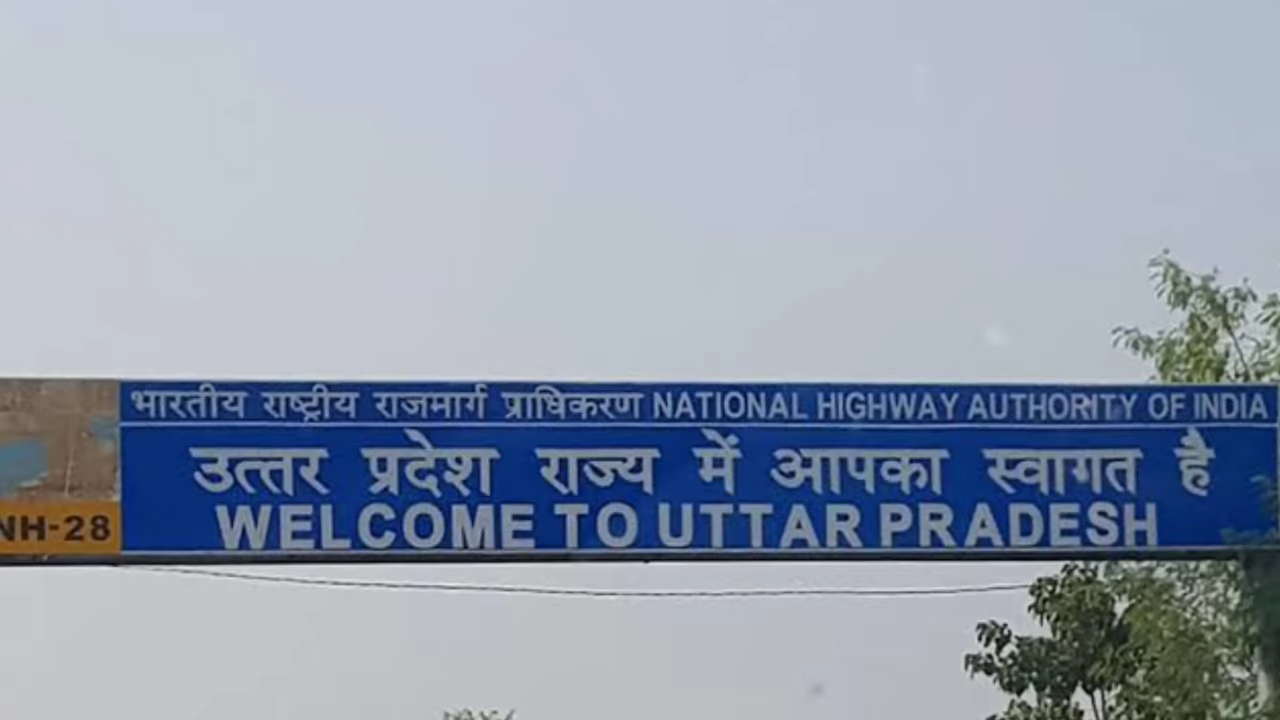 भारतीय राष्ट्रीय राजमार्ग प्राधिकरण NATIONAL HIGHWAY AUTHORITY OF INDIA
उत्तर प्रदेश राज्य में आपका स्वागत है
WELCOME TO UTTAR PRADESH
NH-28